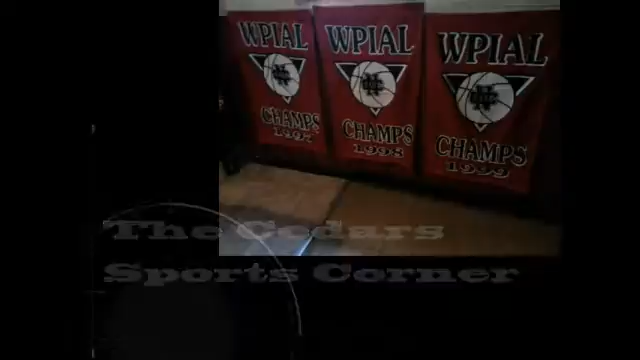 WPIAL
CHAMPS
1997
WPIAL
CHAMPS
1998
WPIAL
CHAMPS
1999
The Cedars
Sports Corner